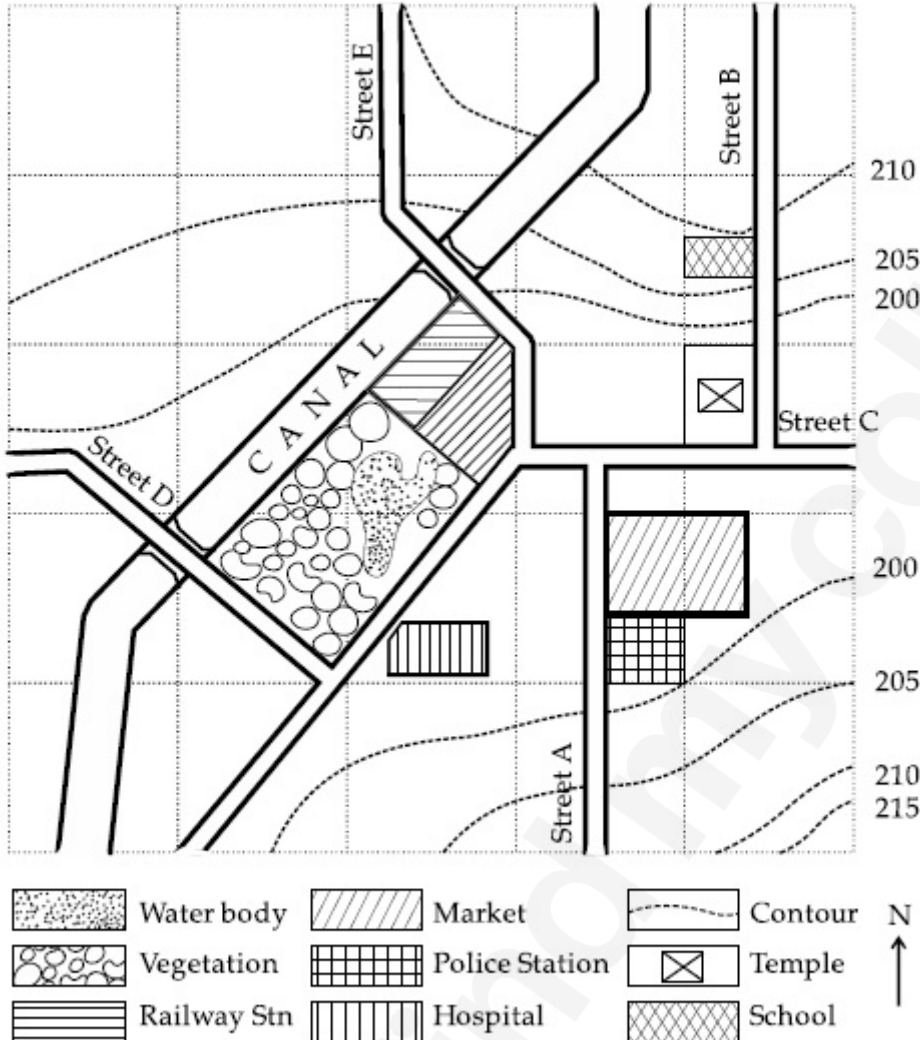 Street E
Street B
210
205
200
CANAL
Street C
Street D
200
205
210
215
Street A
Water body
Market
Contour
N
Vegetation
Police Station
Temple
Railway Stn
Hospital
School